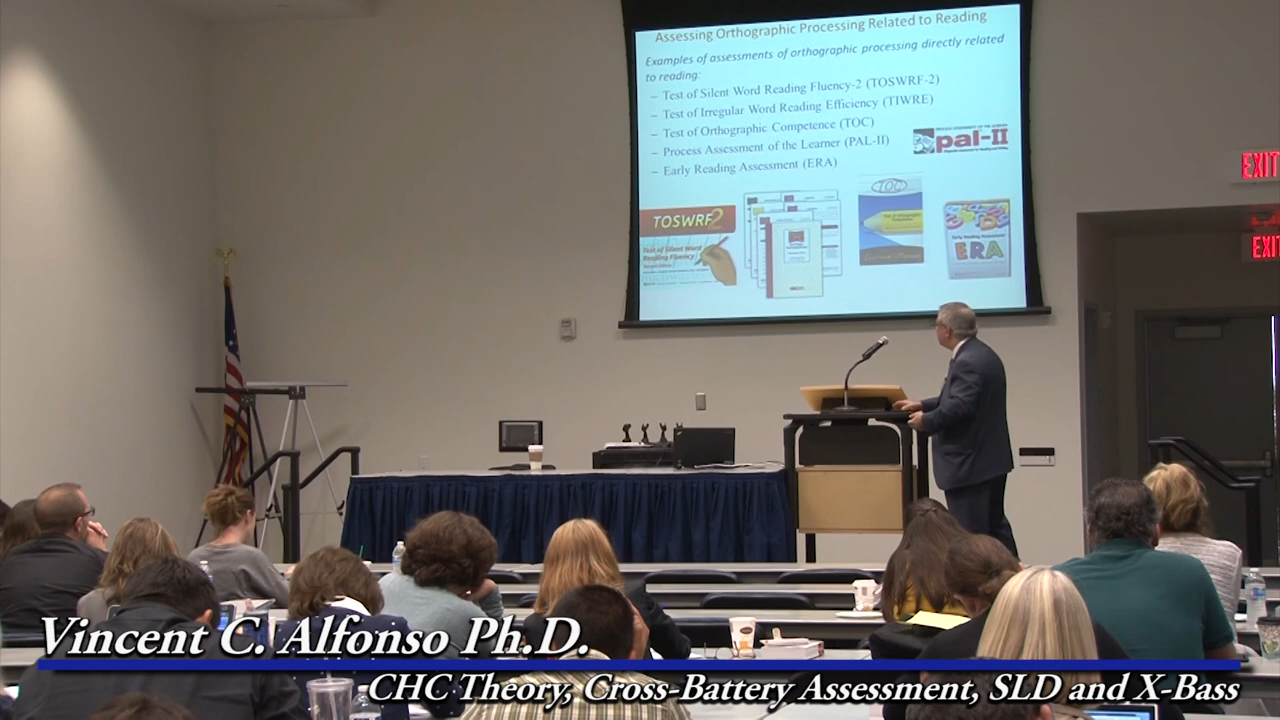 Assessing Orthographic Processing Related to Reading
Examples of assessments of orthographic processing directly related
to reading:
– Test of Silent Word Reading Fluency-2 (TOSWRF-2)
– Test of Irregular Word Reading Efficiency (TIWRE)
– Test of Orthographic Competence (TOC)
– Process Assessment of the Learner (PAL-II)
– Early Reading Assessment (ERA)
pal-II
TOSWRF2
Test of Silent Word
Reading Fluency
TOC
ERA
EXIT
EXIT
Vincent C. Alfonso Ph.D.
CHC Theory, Cross-Battery Assessment, SLD and X-Bass